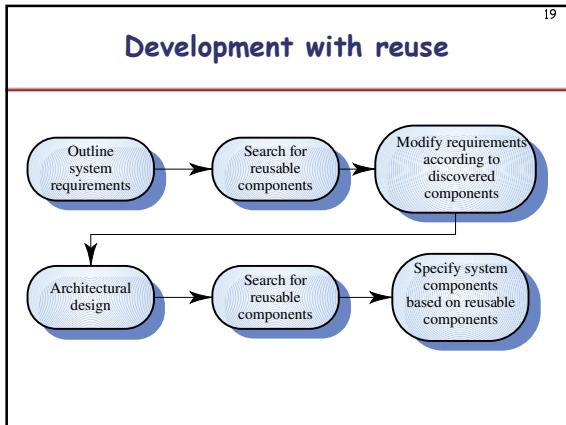 19
Development with reuse
Outline
system
requirements
Search for
reusable
components
Modify requirements
according to
discovered
components
Architectural
design
Search for
reusable
components
Specify system
components
based on reusable
components